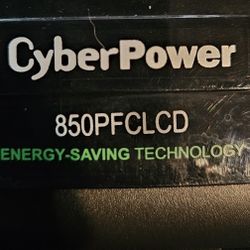 CyberPower
850PFCLCD
ENERGY-SAVING TECHNOLOGY